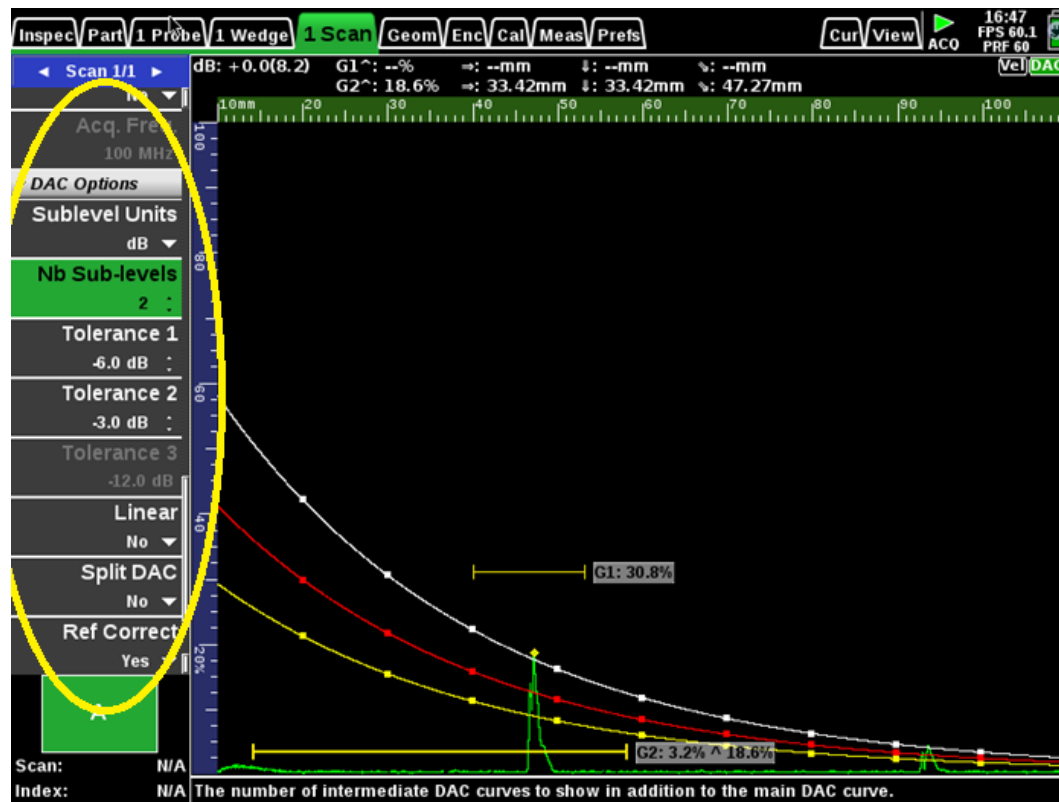 Inspec Part 1 Probe 1 Wedge 1 Scan Geom Enc Cal Meas Prefs Cur View ACQ 16:47
FPS 60.1
PRF 60
Scan 1/1
dB: +0.0(8.2) G1^: --% ⇒: --mm ⇓: --mm ⇘: --mm Vel DAC
G2^: 18.6% ⇒: 33.42mm ⇓: 33.42mm ⇘: 47.27mm
No
10mm 20 30 40 50 60 70 80 90 100
Acq. Freq.
100 MHz
DAC Options
Sublevel Units
dB
Nb Sub-levels
2
Tolerance 1
-6.0 dB
Tolerance 2
-3.0 dB
Tolerance 3
-12.0 dB
Linear
No
Split DAC
No
Ref Correct
Yes
100
80
60
40
20%
G1: 30.8%
G2: 3.2% ^ 18.6%
A
Scan: N/A
Index: N/A
The number of intermediate DAC curves to show in addition to the main DAC curve.